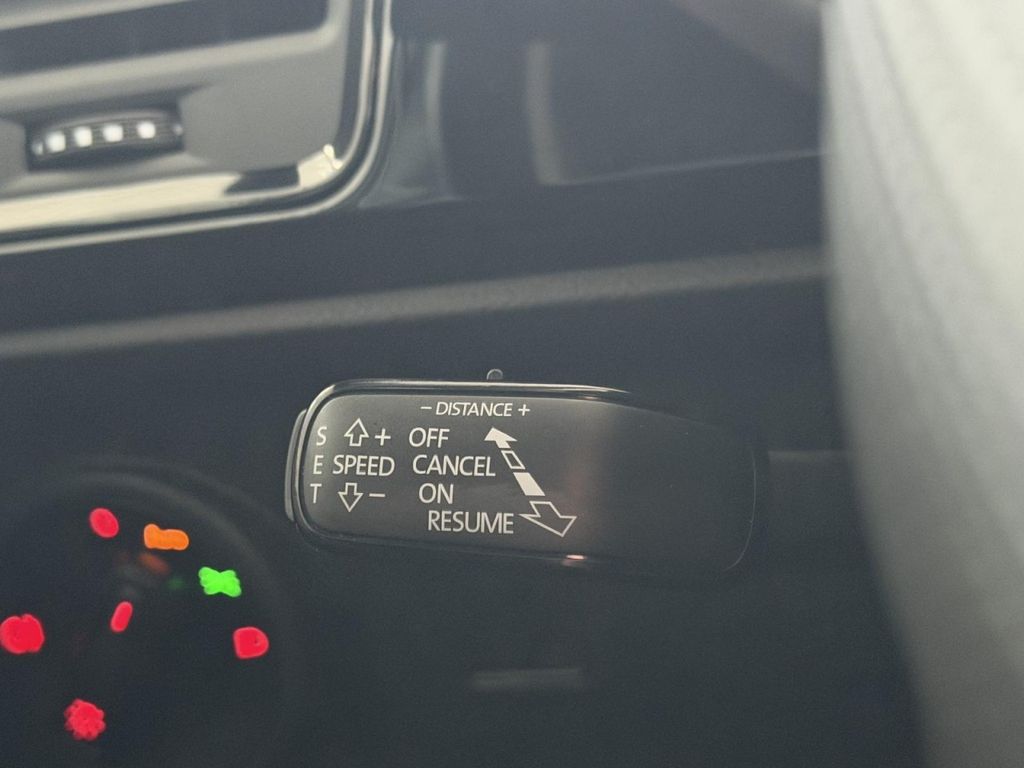 − DISTANCE +
S + OFF
E SPEED CANCEL
T − ON
RESUME